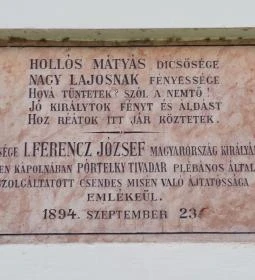 HOLLÓS MÁTYÁS DICSŐSÉGE
NAGY LAJOSNAK FÉNYESSÉGE
HOVÁ TŰNTETEK? SZÓL A NEMTŐ!
JÓ KIRÁLYTOK FÉNYT ÉS ÁLDÁST
HOZ REÁTOK ITT JÁR KÖZTETEK.
SÉGE I. FERENCZ JÓZSEF MAGYARORSZÁG KIRÁLYÁN
EN KÁPOLNÁBAN PÖRTELKY TIVADAR PLÉBÁNOS ÁLTAL
ZOLGÁLTATOTT CSENDES MISÉN VALÓ ÁJTATOSSÁGA
EMLÉKEÜL.
1894. SZEPTEMBER 23